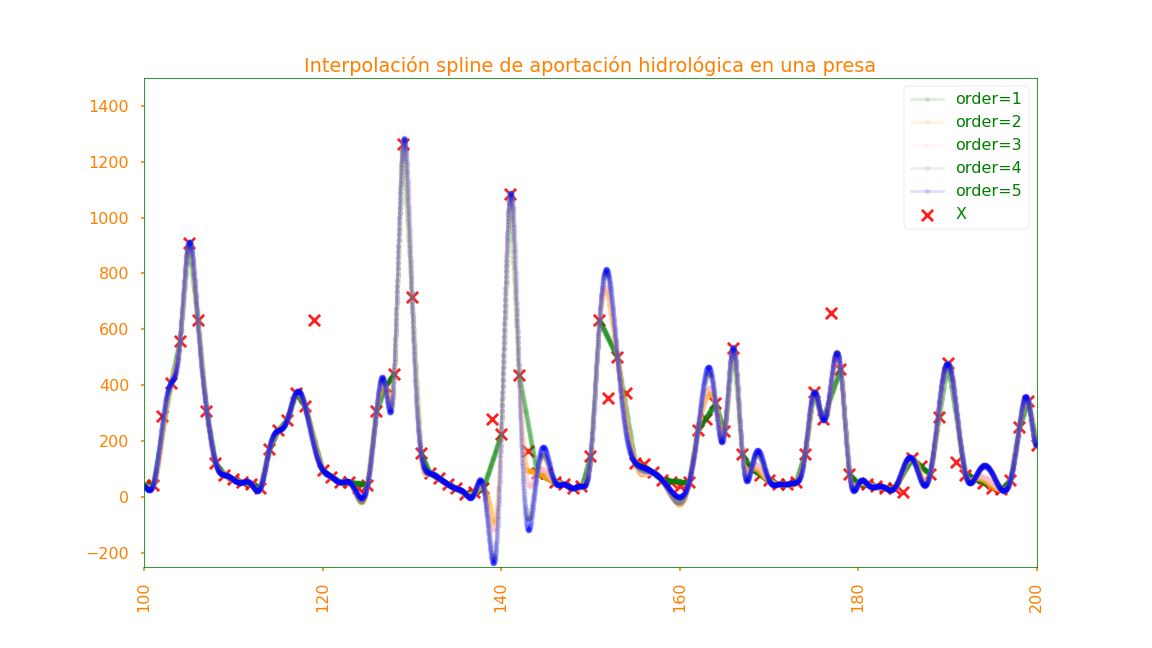 Interpolación spline de aportación hidrológica en una presa
order=1
order=2
order=3
order=4
order=5
X
1400
1200
1000
800
600
400
200
0
−200
100
120
140
160
180
200